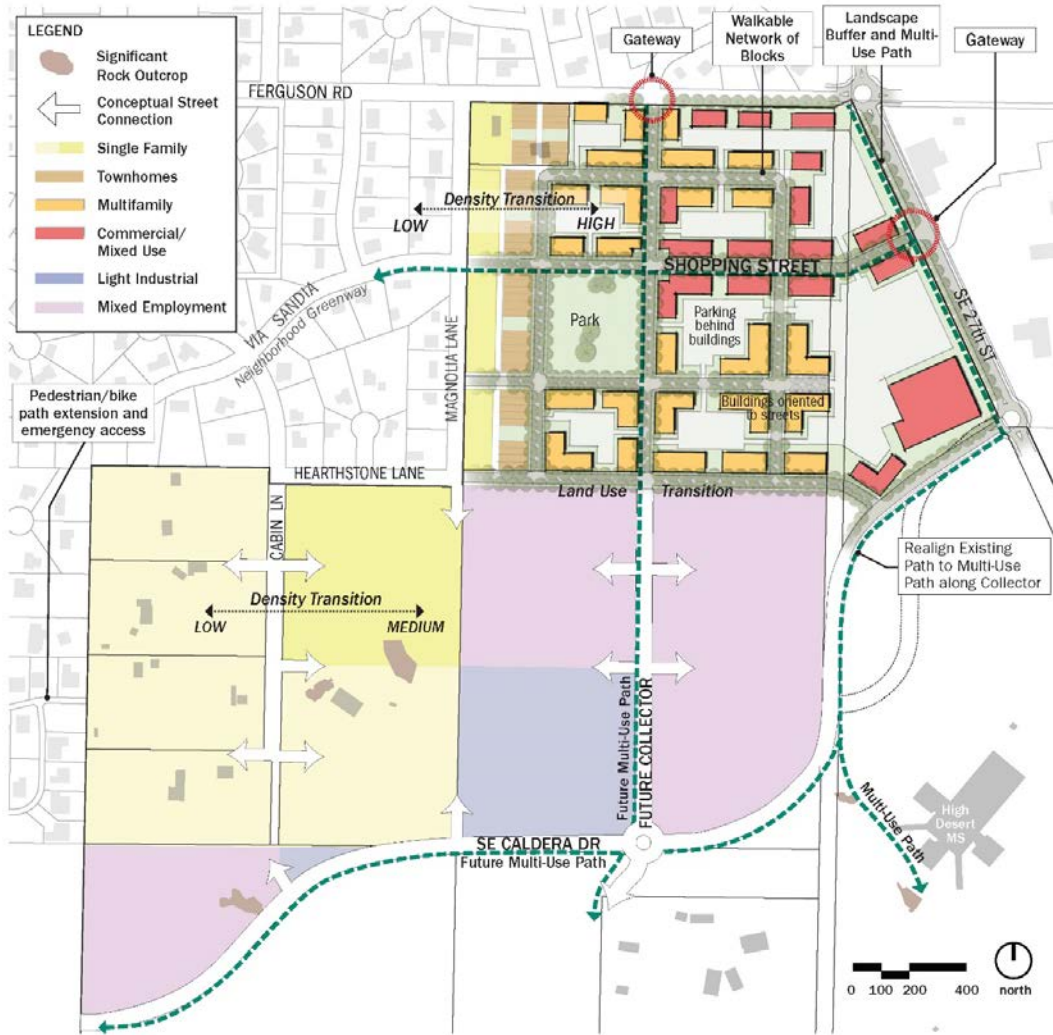 LEGEND
Significant
Rock Outcrop
Conceptual Street
Connection
Single Family
Townhomes
Multifamily
Commercial/
Mixed Use
Light Industrial
Mixed Employment
Gateway
Walkable
Network of
Blocks
Landscape
Buffer and Multi-
Use Path
Gateway
FERGUSON RD
Density Transition
LOW
HIGH
SHOPPING STREET
VIA SANDIA
Neighborhood Greenway
MAGNOLIA LANE
Park
Parking
behind
buildings
SE 27th ST
Buildings oriented
to streets
Pedestrian/bike
path extension and
emergency access
HEARTHSTONE LANE
Land Use Transition
CABIN LN
Realign Existing
Path to Multi-Use
Path along Collector
Density Transition
LOW
MEDIUM
Future Multi-Use Path
FUTURE COLLECTOR
SE CALDERA DR
Future Multi-Use Path
Multi-Use Path
High
Desert
MS
0 100 200 400
north